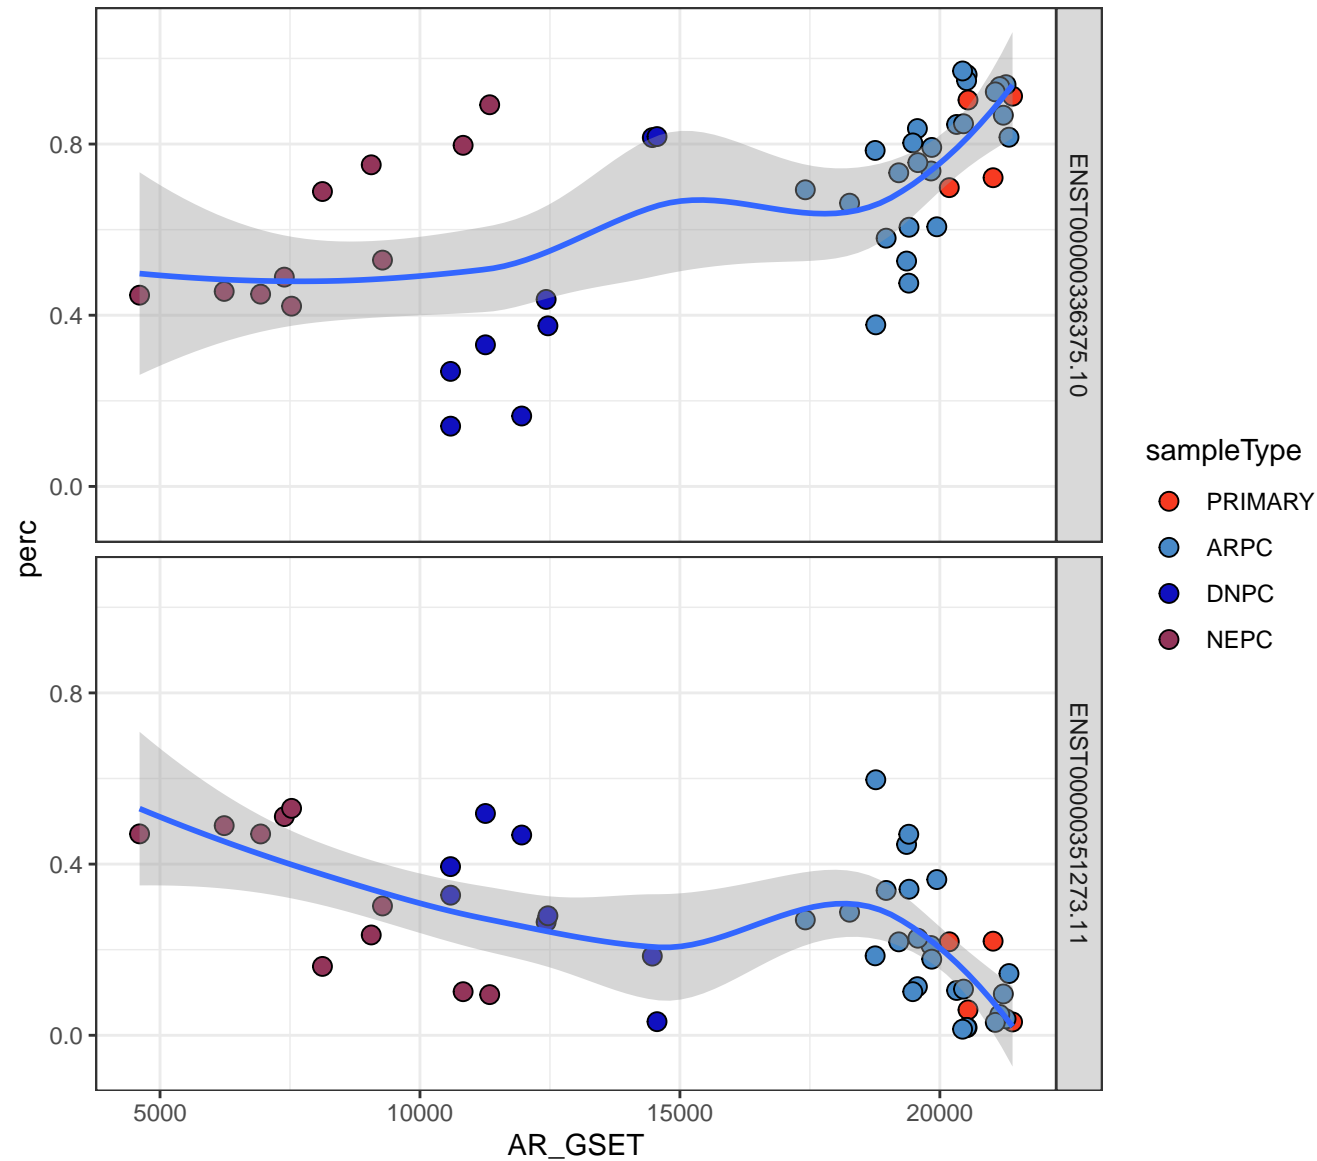 perc
0.8
0.4
0.0
ENST00000336375.10
0.8
0.4
0.0
ENST00000351273.11
5000
10000
15000
20000
AR_GSET
sampleType
PRIMARY
ARPC
DNPC
NEPC